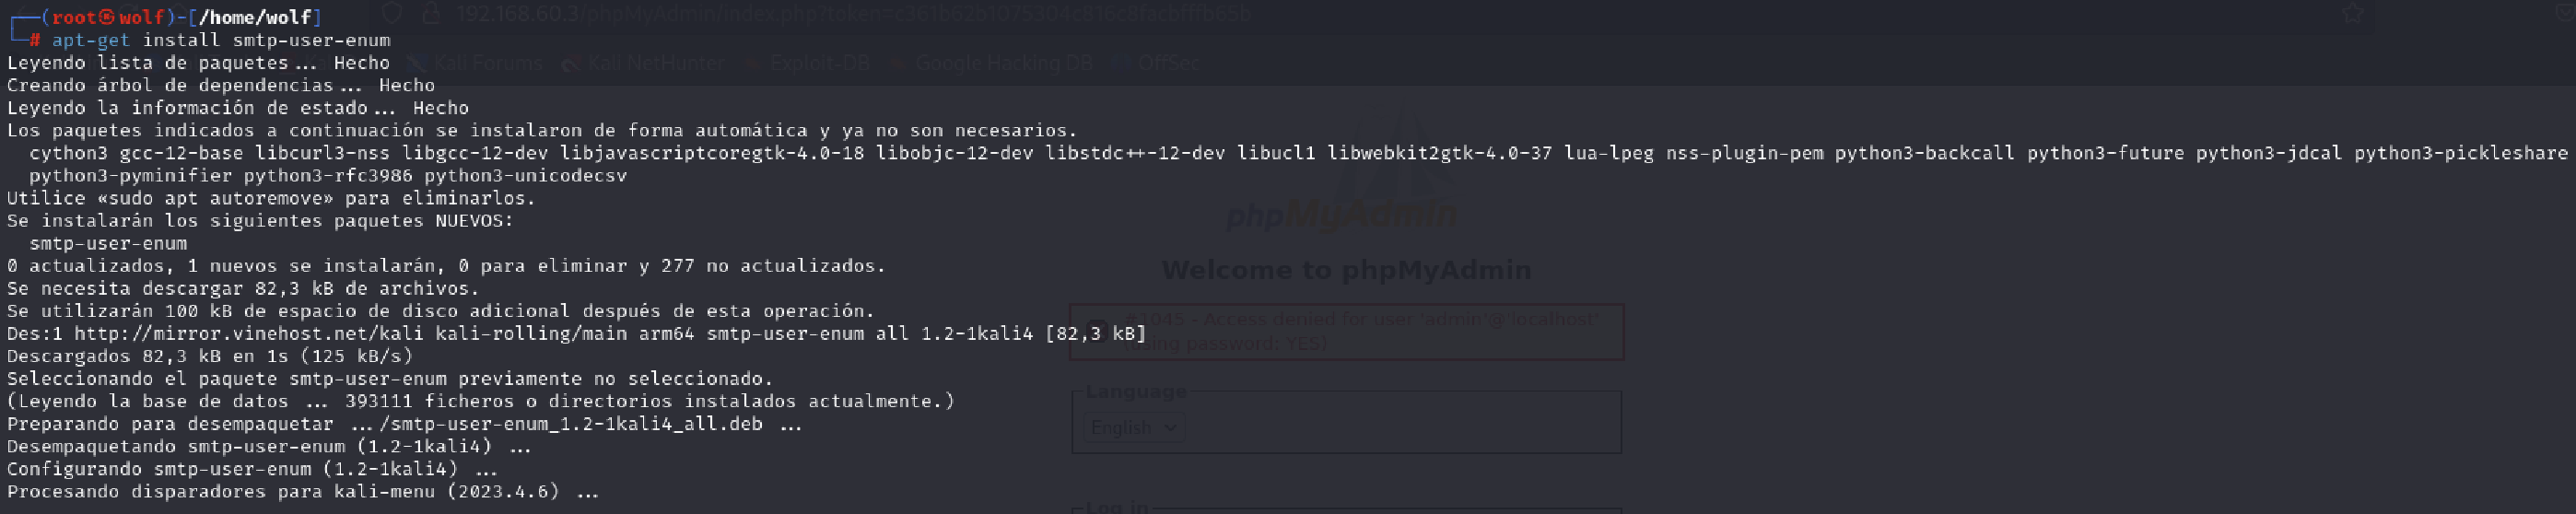 192.168.60.3/phpMyAdmin/index.php?token=
(root㉿wolf)-[/home/wolf]
# apt-get install smtp-user-enum
Kali Forums Kali NetHunter Exploit-DB Google Hacking DB OffSec
Leyendo lista de paquetes... Hecho
Creando árbol de dependencias... Hecho
Leyendo la información de estado... Hecho
Los paquetes indicados a continuación se instalaron de forma automática y ya no son necesarios.
cython3 gcc-12-base libcurl3-nss libgcc-12-dev libjavascriptcoregtk-4.0-18 libobjc-12-dev libstdc++-12-dev libucl1 libwebkit2gtk-4.0-37 lua-lpeg nss-plugin-pem python3-backcall python3-future python3-jdcal python3-pickleshare
python3-pyminifier python3-rfc3986 python3-unicodecsv
Utilice «sudo apt autoremove» para eliminarlos.
Se instalarán los siguientes paquetes NUEVOS:
smtp-user-enum
0 actualizados, 1 nuevos se instalarán, 0 para eliminar y 277 no actualizados.
Se necesita descargar 82,3 kB de archivos.
Se utilizarán 100 kB de espacio de disco adicional después de esta operación.
Des:1 http://mirror.vinehost.net/kali kali-rolling/main arm64 smtp-user-enum all 1.2-1kali4 [82,3 kB]
Descargados 82,3 kB en 1s (125 kB/s)
Seleccionando el paquete smtp-user-enum previamente no seleccionado.
(Leyendo la base de datos ... 393111 ficheros o directorios instalados actualmente.)
Preparando para desempaquetar .../smtp-user-enum_1.2-1kali4_all.deb ...
Desempaquetando smtp-user-enum (1.2-1kali4) ...
Configurando smtp-user-enum (1.2-1kali4) ...
Procesando disparadores para kali-menu (2023.4.6) ...
phpMyAdmin
Welcome to phpMyAdmin
#1045 - Access denied for user 'admin'@'localhost'
(using password: YES)
Language
English
Log in